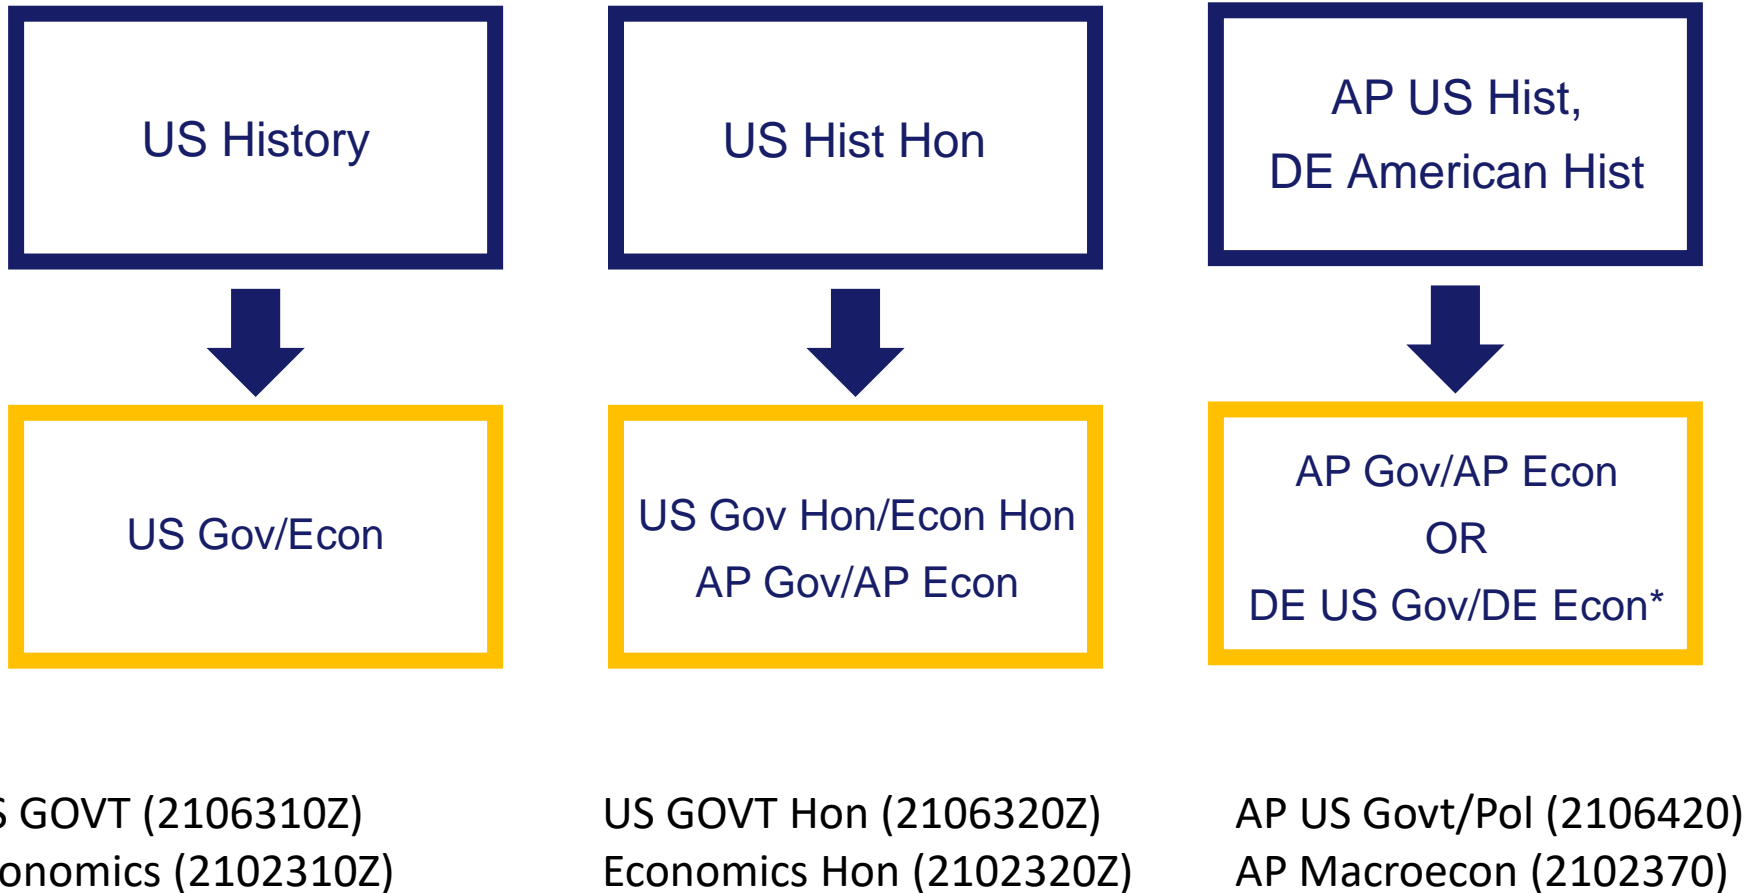 US History
US Hist Hon
AP US Hist,
DE American Hist
US Gov/Econ
US Gov Hon/Econ Hon
AP Gov/AP Econ
AP Gov/AP Econ
OR
DE US Gov/DE Econ*
S GOVT (2106310Z)
onomics (2102310Z)
US GOVT Hon (2106320Z)
Economics Hon (2102320Z)
AP US Govt/Pol (2106420)
AP Macroecon (2102370)